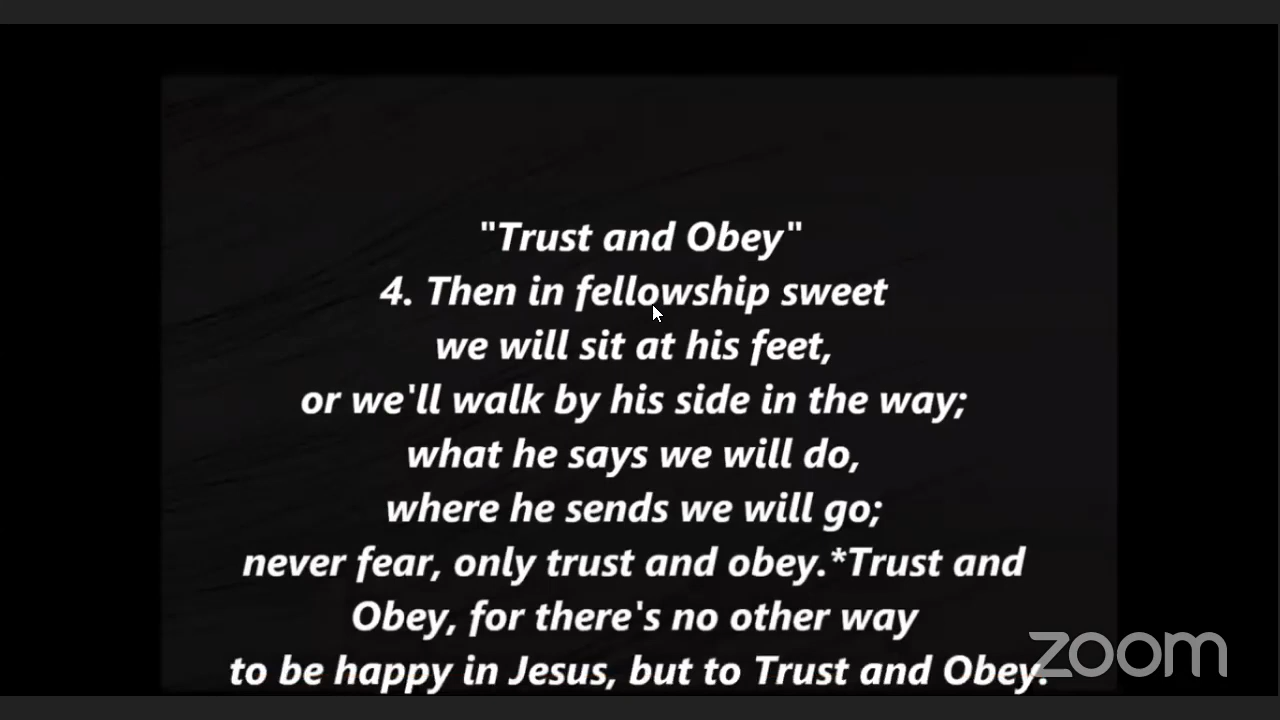 "Trust and Obey"
4. Then in fellowship sweet
we will sit at his feet,
or we'll walk by his side in the way;
what he says we will do,
where he sends we will go;
never fear, only trust and obey.*Trust and
Obey, for there's no other way
to be happy in Jesus, but to Trust and Obey.
zoom